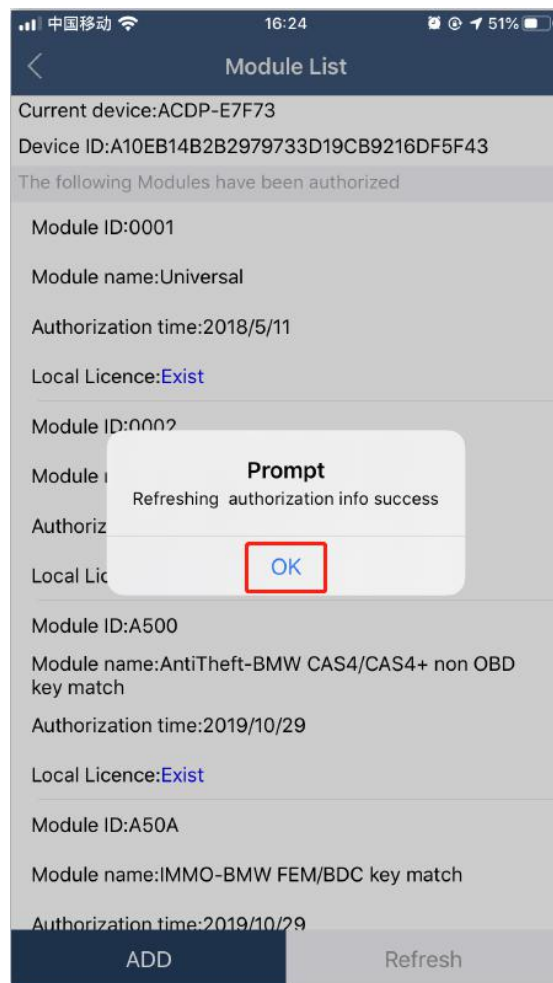 中国移动 16:24 51%
Module List
Current device:ACDP-E7F73
Device ID:A10EB14B2B2979733D19CB9216DF5F43
The following Modules have been authorized
Module ID:0001
Module name:Universal
Authorization time:2018/5/11
Local Licence:Exist
Module ID:0002
Module
Prompt
Refreshing authorization info success
OK
Module ID:A500
Module name:AntiTheft-BMW CAS4/CAS4+ non OBD
key match
Authorization time:2019/10/29
Local Licence:Exist
Module ID:A50A
Module name:IMMO-BMW FEM/BDC key match
Authorization time:2019/10/29
ADD Refresh